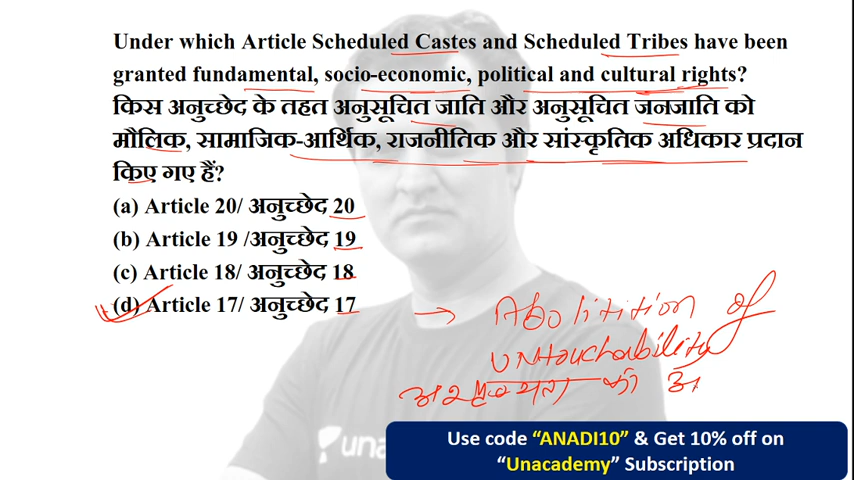 Under which Article Scheduled Castes and Scheduled Tribes have been
granted fundamental, socio-economic, political and cultural rights?
किस अनुच्छेद के तहत अनुसूचित जाति और अनुसूचित जनजाति को
मौलिक, सामाजिक-आर्थिक, राजनीतिक और सांस्कृतिक अधिकार प्रदान
किए गए हैं?
(a) Article 20/ अनुच्छेद 20
(b) Article 19 /अनुच्छेद 19
(c) Article 18/ अनुच्छेद 18
(d) Article 17/ अनुच्छेद 17
→ Abolitition of
untouchability
की अं
una
Use code “ANADI10” & Get 10% off on
“Unacademy” Subscription